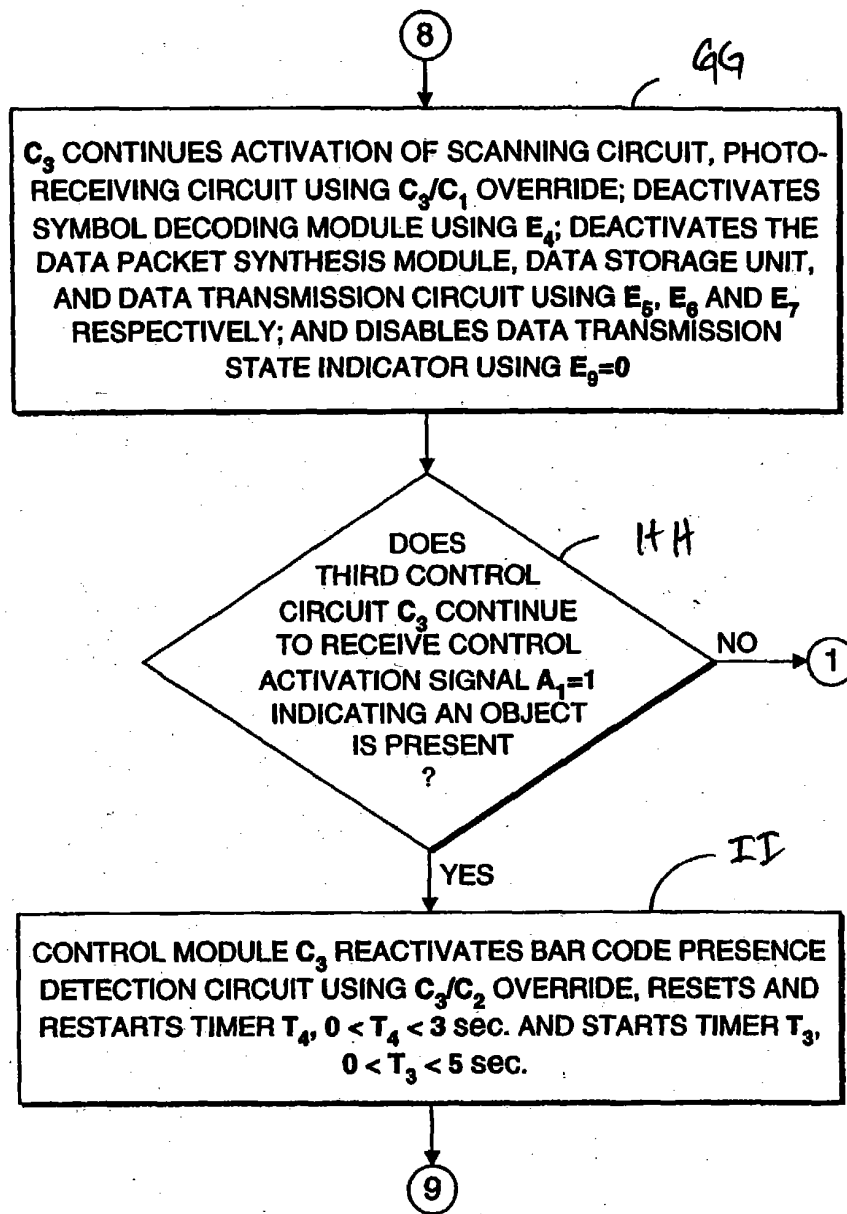 8
GG
C3 CONTINUES ACTIVATION OF SCANNING CIRCUIT, PHOTO-
RECEIVING CIRCUIT USING C3/C1 OVERRIDE; DEACTIVATES
SYMBOL DECODING MODULE USING E4; DEACTIVATES THE
DATA PACKET SYNTHESIS MODULE, DATA STORAGE UNIT,
AND DATA TRANSMISSION CIRCUIT USING E5, E6 AND E7
RESPECTIVELY; AND DISABLES DATA TRANSMISSION
STATE INDICATOR USING E9=0
HH
DOES
THIRD CONTROL
CIRCUIT C3 CONTINUE
TO RECEIVE CONTROL
ACTIVATION SIGNAL A1=1
INDICATING AN OBJECT
IS PRESENT
?
NO
1
YES
II
CONTROL MODULE C3 REACTIVATES BAR CODE PRESENCE
DETECTION CIRCUIT USING C3/C2 OVERRIDE, RESETS AND
RESTARTS TIMER T4, 0 < T4 < 3 sec. AND STARTS TIMER T3,
0 < T3 < 5 sec.
9